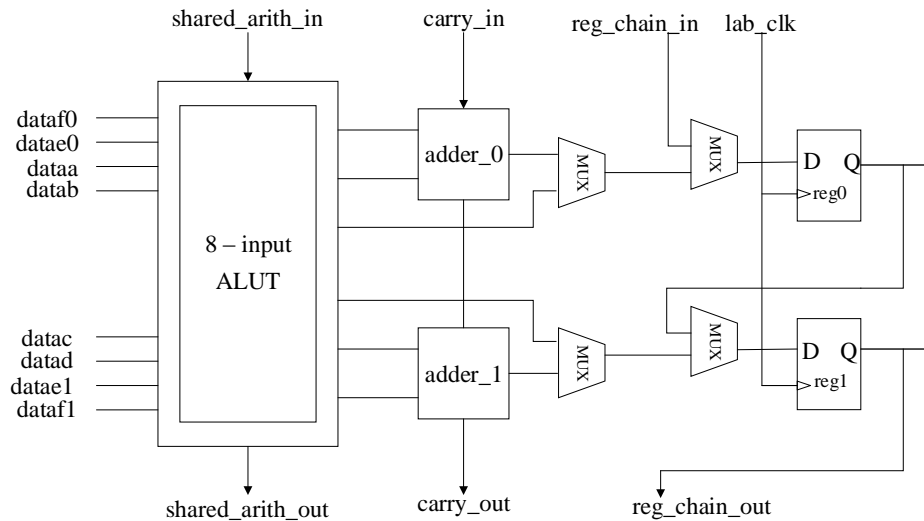 shared_arith_in
carry_in
reg_chain_in
lab_clk
dataf0
datae0
dataa
datab
adder_0
MUX
MUX
D Q
reg0
8 – input
ALUT
datac
datad
datae1
dataf1
adder_1
MUX
MUX
D Q
reg1
shared_arith_out
carry_out
reg_chain_out